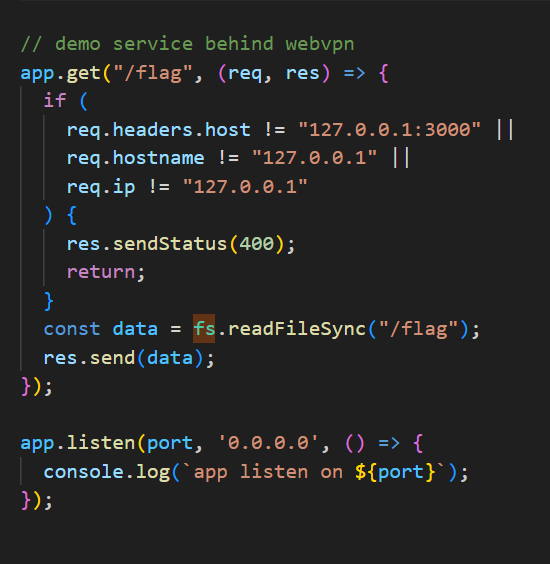 // demo service behind webvpn
app.get("/flag", (req, res) => {
  if (
    req.headers.host != "127.0.0.1:3000" ||
    req.hostname != "127.0.0.1" ||
    req.ip != "127.0.0.1"
  ) {
    res.sendStatus(400);
    return;
  }
  const data = fs.readFileSync("/flag");
  res.send(data);
});

app.listen(port, '0.0.0.0', () => {
  console.log(`app listen on ${port}`);
});